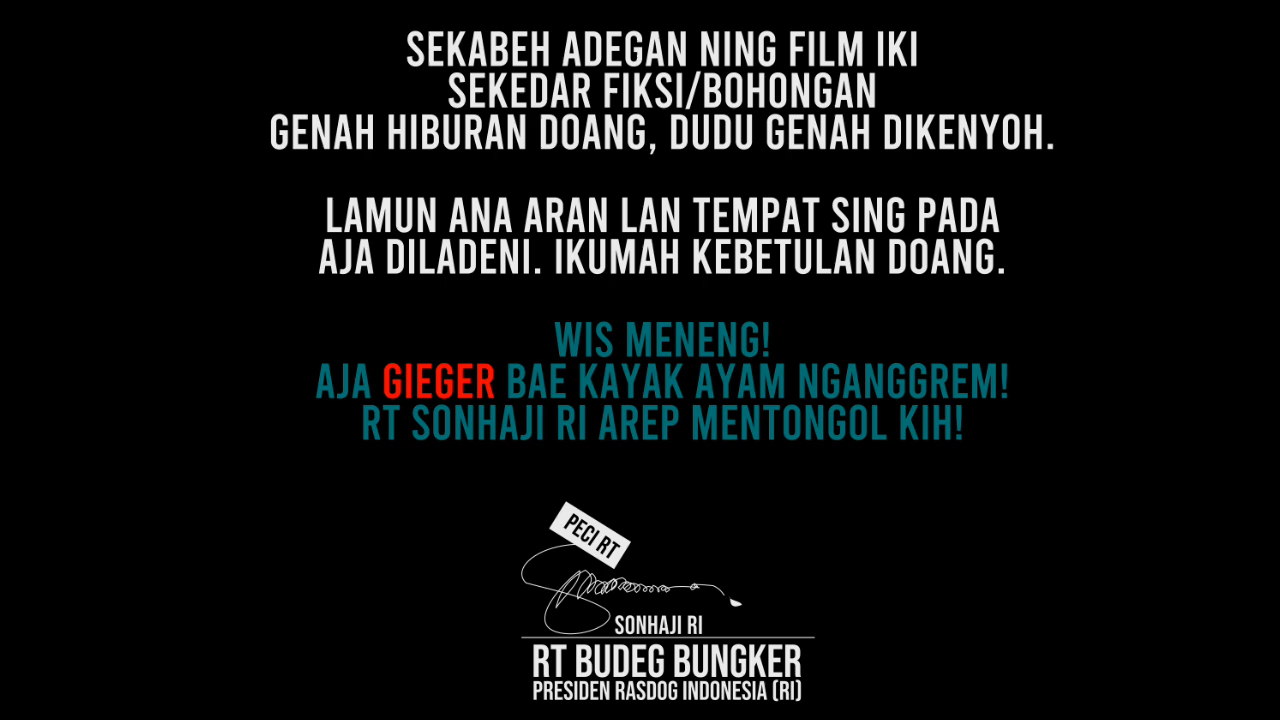 SEKABEH ADEGAN NING FILM IKI
SEKEDAR FIKSI/BOHONGAN
GENAH HIBURAN DOANG, DUDU GENAH DIKENYOH.
LAMUN ANA ARAN LAN TEMPAT SING PADA
AJA DILADENI. IKUMAH KEBETULAN DOANG.
WIS MENENG!
AJA GIEGER BAE KAYAK AYAM NGANGGREM!
RT SONHAJI RI AREP MENTONGOL KIH!
PECI RT
SONHAJI RI
RT BUDEG BUNGKER
PRESIDEN RASDOG INDONESIA (RI)